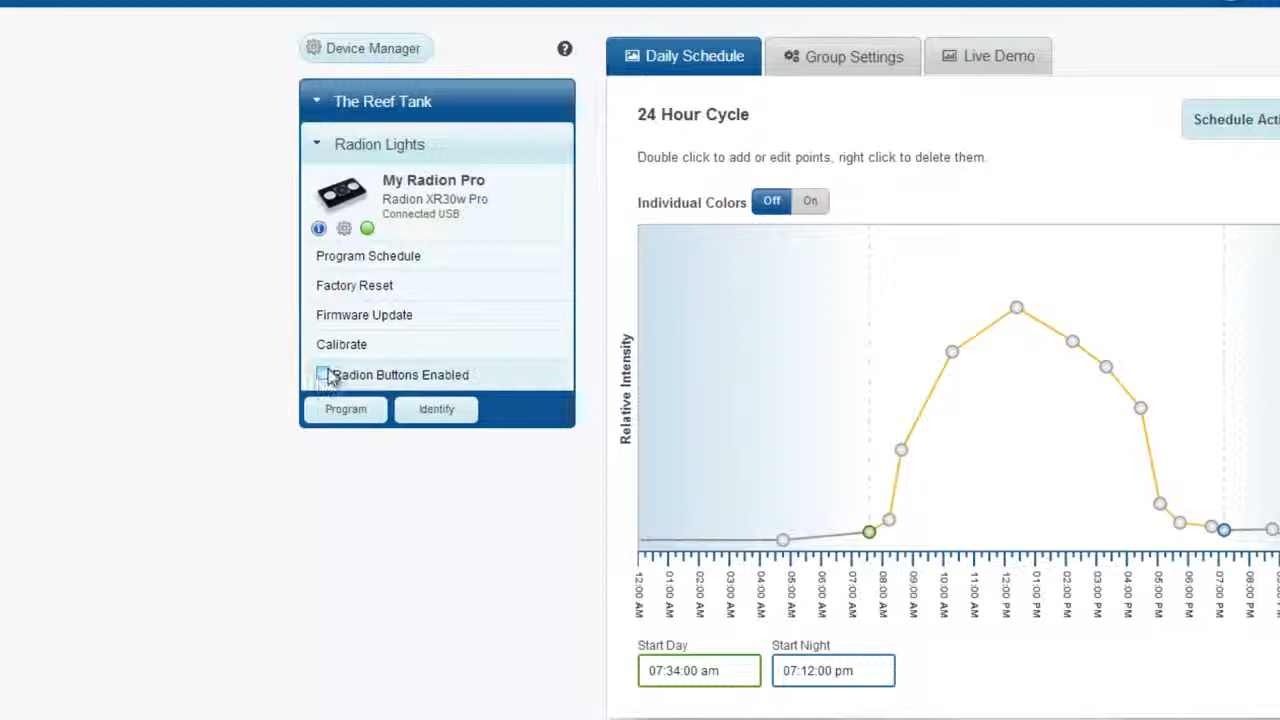 Device Manager
Daily Schedule
Group Settings
Live Demo
The Reef Tank
Radion Lights
My Radion Pro
Radion XR30w Pro
Connected USB
Program Schedule
Factory Reset
Firmware Update
Calibrate
Radion Buttons Enabled
Program
Identify
24 Hour Cycle
Schedule Acti
Double click to add or edit points, right click to delete them.
Individual Colors
Off
On
Relative Intensity
12:00 AM
01:00 AM
02:00 AM
03:00 AM
04:00 AM
05:00 AM
06:00 AM
07:00 AM
08:00 AM
09:00 AM
10:00 AM
11:00 AM
12:00 PM
01:00 PM
02:00 PM
03:00 PM
04:00 PM
05:00 PM
06:00 PM
07:00 PM
08:00 PM
Start Day
Start Night
07:34:00 am
07:12:00 pm